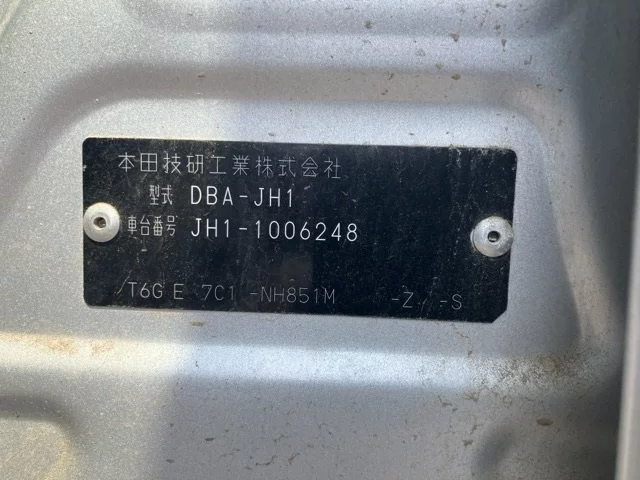 本田技研工業株式会社
型式 DBA-JH1
車台番号 JH1-1006248
-
T6G E 7C1 -NH851M -Z -S